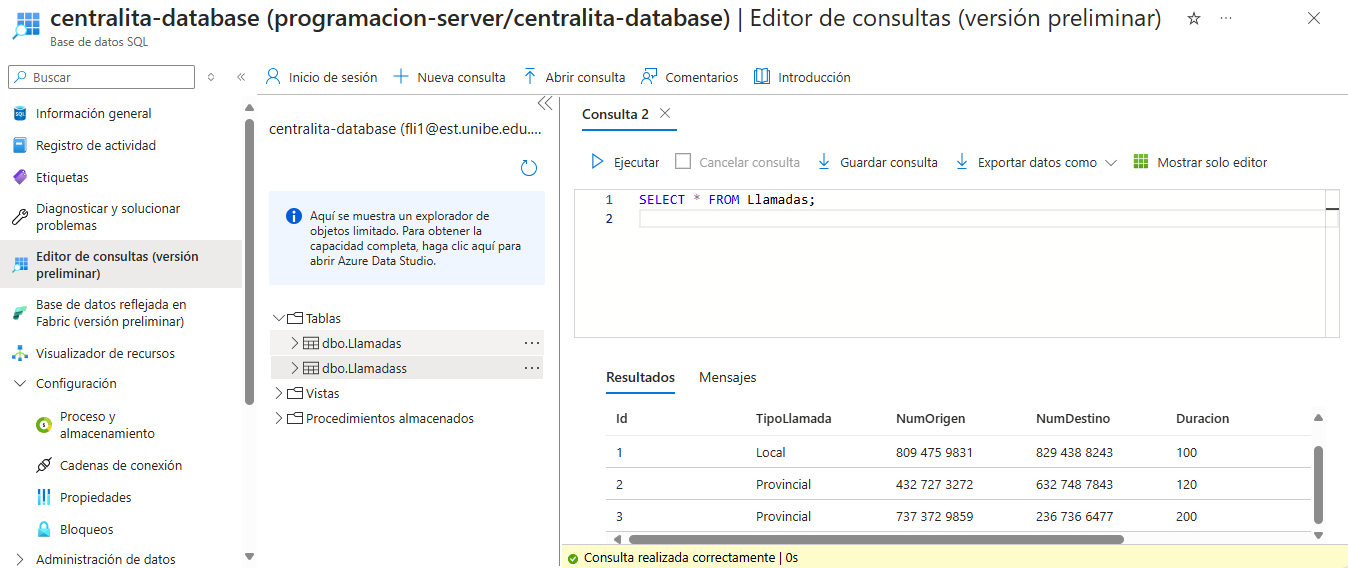 centralita-database (programacion-server/centralita-database) | Editor de consultas (versión preliminar)
Base de datos SQL
Buscar
Inicio de sesión
Nueva consulta
Abrir consulta
Comentarios
Introducción
Información general
Registro de actividad
Etiquetas
Diagnosticar y solucionar
problemas
Editor de consultas (versión
preliminar)
Base de datos reflejada en
Fabric (versión preliminar)
Visualizador de recursos
Configuración
Proceso y
almacenamiento
Cadenas de conexión
Propiedades
Bloqueos
Administración de datos
centralita-database (fli1@est.unibe.edu....
Aquí se muestra un explorador de
objetos limitado. Para obtener la
capacidad completa, haga clic aquí para
abrir Azure Data Studio.
Tablas
dbo.Llamadas
dbo.Llamadass
Vistas
Procedimientos almacenados
Consulta 2
Ejecutar
Cancelar consulta
Guardar consulta
Exportar datos como
Mostrar solo editor
1 SELECT * FROM Llamadas;
2
Resultados
Mensajes
Id TipoLlamada NumOrigen NumDestino Duracion
1 Local 809 475 9831 829 438 8243 100
2 Provincial 432 727 3272 632 748 7843 120
3 Provincial 737 372 9859 236 736 6477 200
Consulta realizada correctamente | 0s